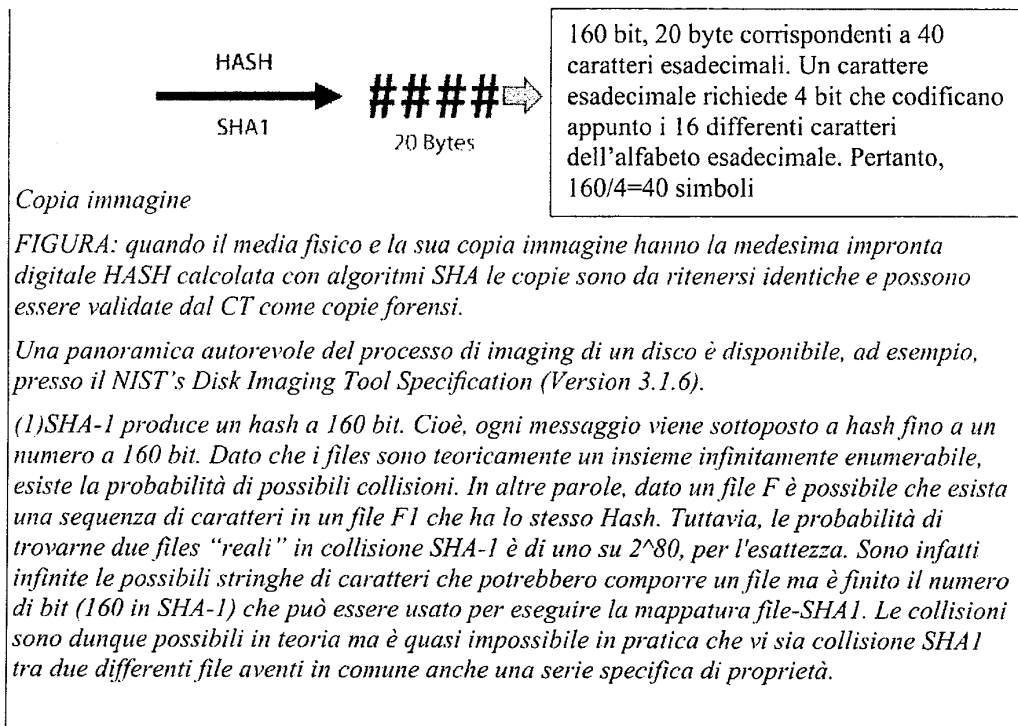 HASH
SHA1
####
20 Bytes
160 bit, 20 byte corrispondenti a 40
caratteri esadecimali. Un carattere
esadecimale richiede 4 bit che codificano
appunto i 16 differenti caratteri
dell'alfabeto esadecimale. Pertanto,
160/4=40 simboli
Copia immagine
FIGURA: quando il media fisico e la sua copia immagine hanno la medesima impronta
digitale HASH calcolata con algoritmi SHA le copie sono da ritenersi identiche e possono
essere validate dal CT come copie forensi.
Una panoramica autorevole del processo di imaging di un disco è disponibile, ad esempio,
presso il NIST's Disk Imaging Tool Specification (Version 3.1.6).
(1)SHA-1 produce un hash a 160 bit. Cioè, ogni messaggio viene sottoposto a hash fino a un
numero a 160 bit. Dato che i files sono teoricamente un insieme infinitamente enumerabile,
esiste la probabilità di possibili collisioni. In altre parole, dato un file F è possibile che esista
una sequenza di caratteri in un file F1 che ha lo stesso Hash. Tuttavia, le probabilità di
trovarne due files "reali" in collisione SHA-1 è di uno su 2^80, per l'esattezza. Sono infatti
infinite le possibili stringhe di caratteri che potrebbero comporre un file ma è finito il numero
di bit (160 in SHA-1) che può essere usato per eseguire la mappatura file-SHA1. Le collisioni
sono dunque possibili in teoria ma è quasi impossibile in pratica che vi sia collisione SHA1
tra due differenti file aventi in comune anche una serie specifica di proprietà.